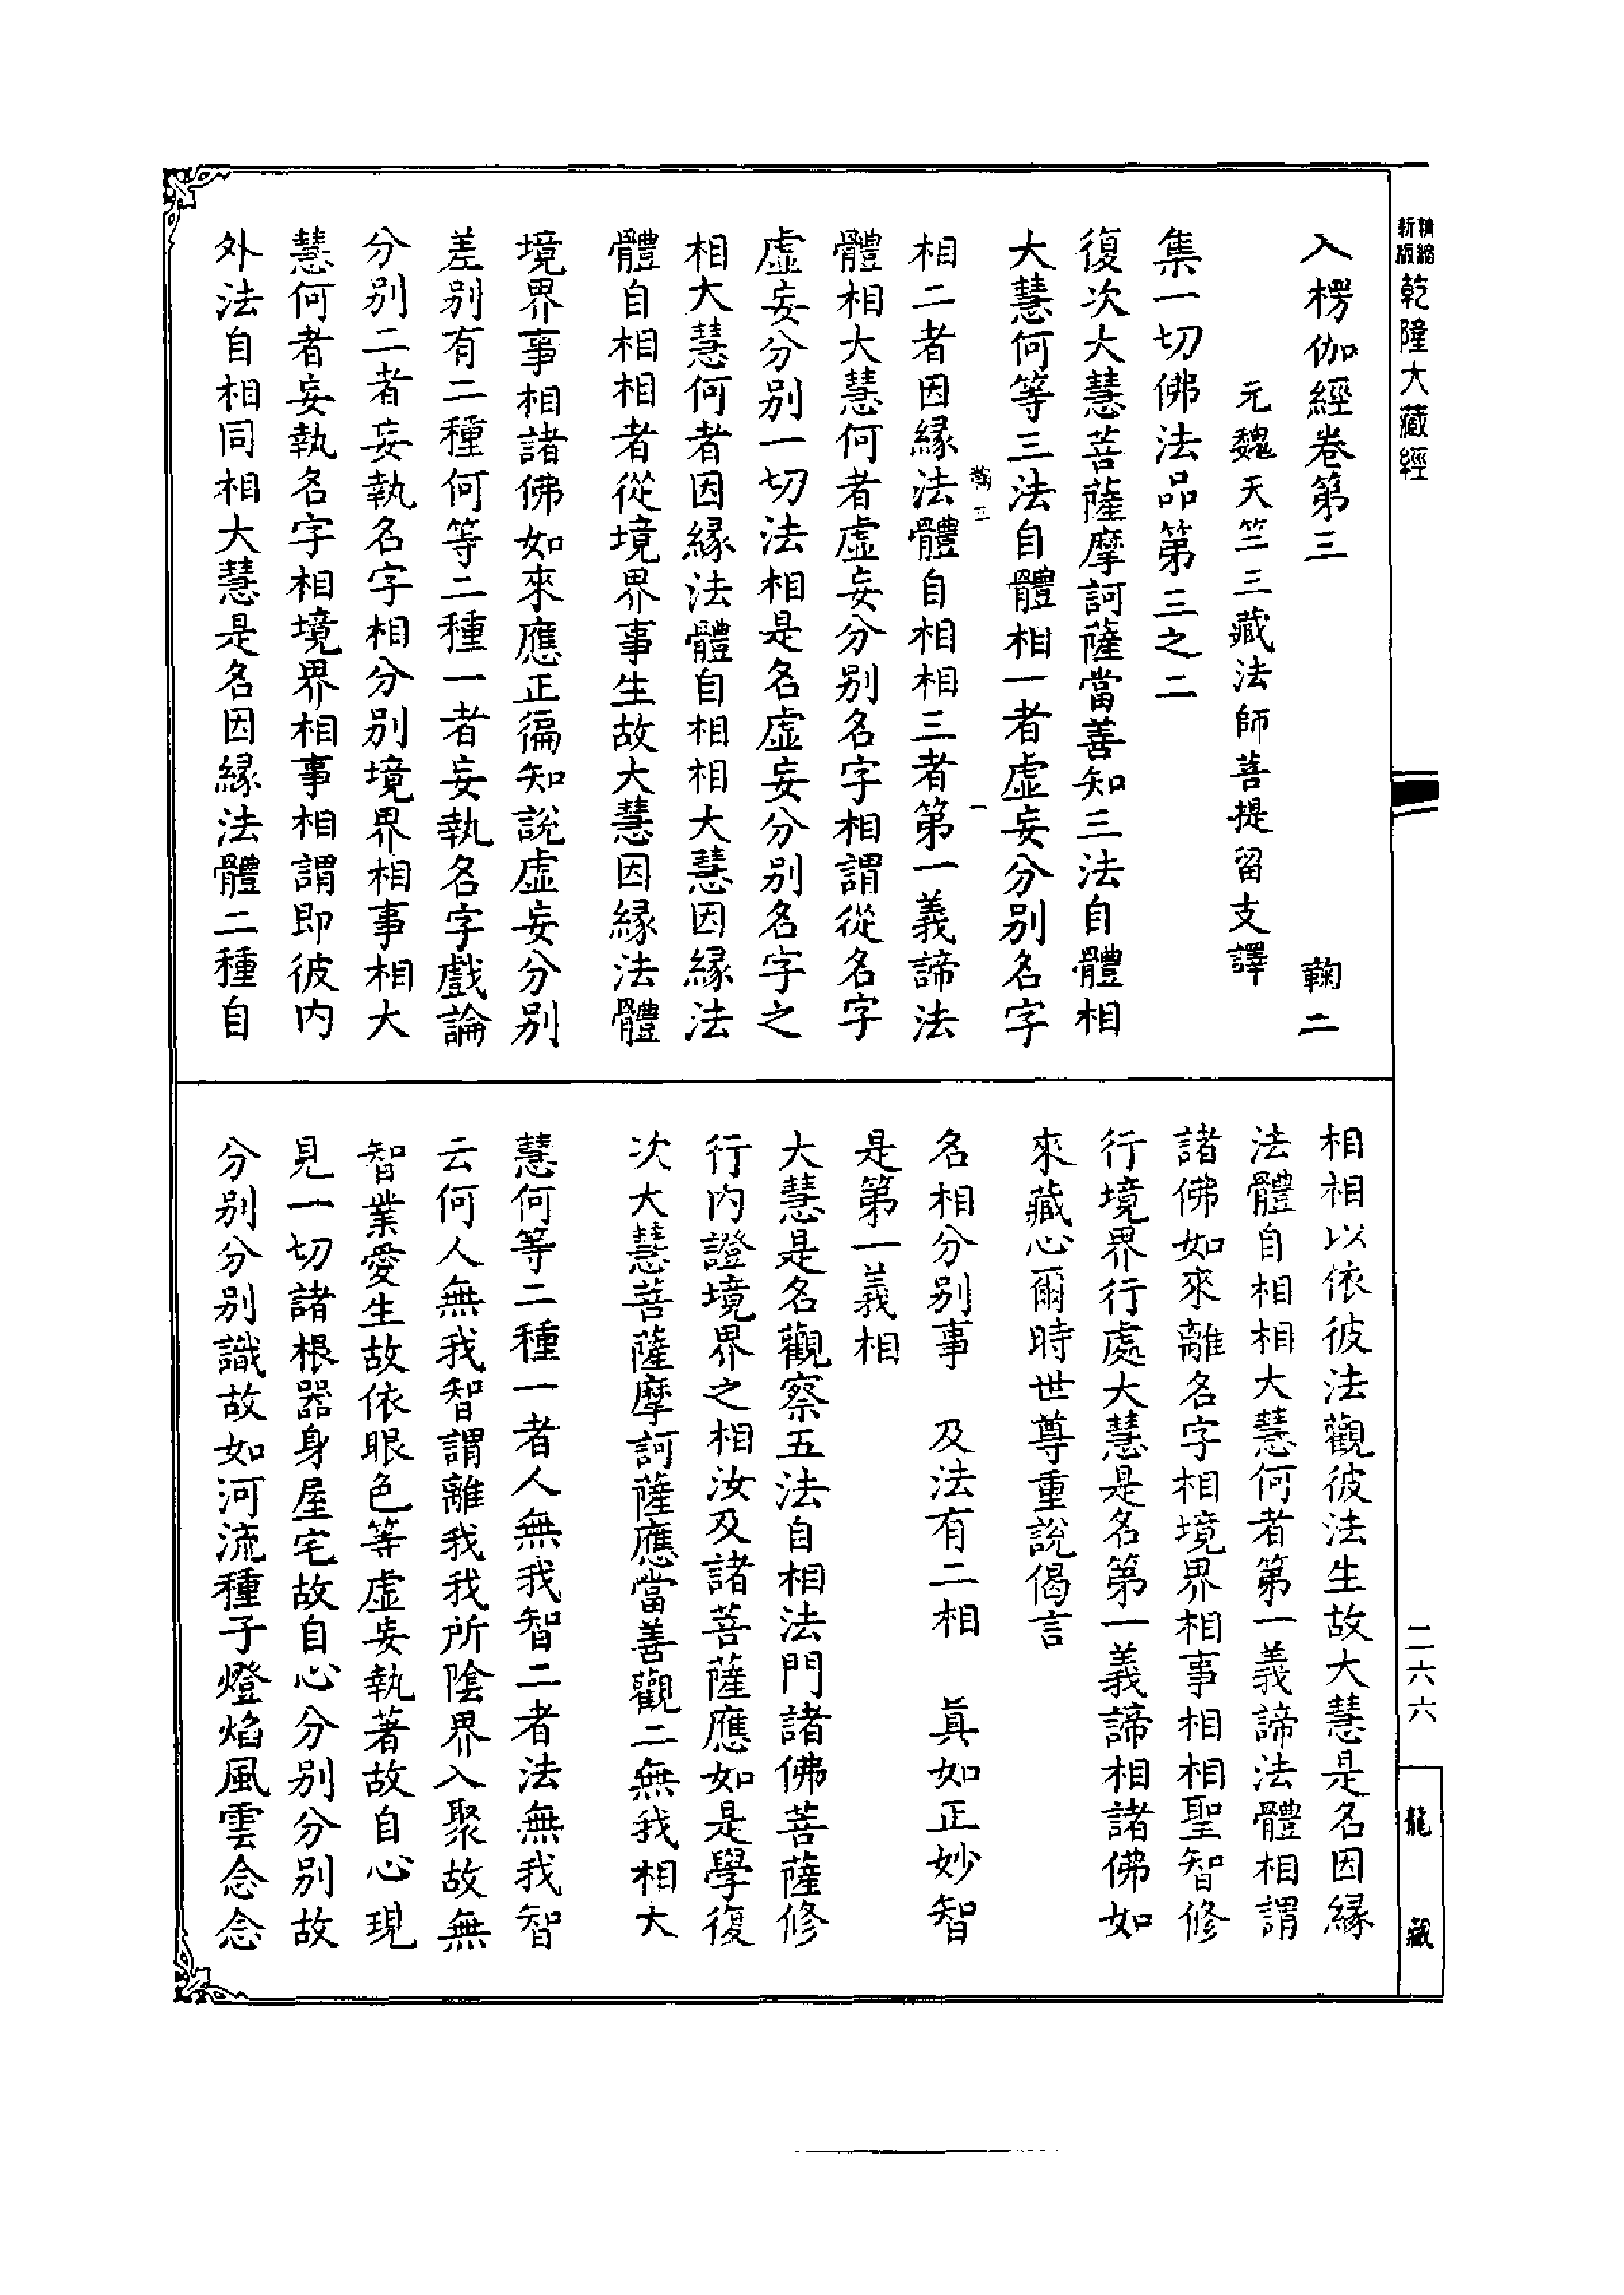 精縮新版乾隆大藏經
入楞伽經卷第三 鞠二
元魏天竺三藏法師菩提留支譯
集一切佛法品第三之二
復次大慧菩薩摩訶薩當善知三法自體相
大慧何等三法自體相一者虛妄分別名字
相二者因緣法體自相相三者第一義諦法
體相大慧何者虛妄分別名字相謂從名字
虛妄分別一切法相是名虛妄分別名字之
相大慧何者因緣法體自相相大慧因緣法
體自相相者從境界事生故大慧因緣法體
境界事相諸佛如來應正徧知說虛妄分別
差別有二種何等二種一者妄執名字戲論
分別二者妄執名字相分別境界相事相大
慧何者妄執名字相境界相事相謂即彼內
外法自相同相大慧是名因緣法體二種自
相相以依彼法觀彼法生故大慧是名因緣
法體自相相大慧何者第一義諦法體相謂
諸佛如來離名字相境界相事相相聖智修
行境界行處大慧是名第一義諦相諸佛如
來藏心爾時世尊重說偈言
名相分別事 及法有二相 眞如正妙智
是第一義相
大慧是名觀察五法自相法門諸佛菩薩修
行內證境界之相汝及諸菩薩應如是學復
次大慧菩薩摩訶薩應當善觀二無我相大
慧何等二種一者人無我智二者法無我智
云何人無我智謂離我我所陰界入聚故無
智業愛生故依眼色等虛妄執著故自心現
見一切諸根器身屋宅故自心分別分別故
分別分別識故如河流種子燈焰風雲念念
二六六
龍藏